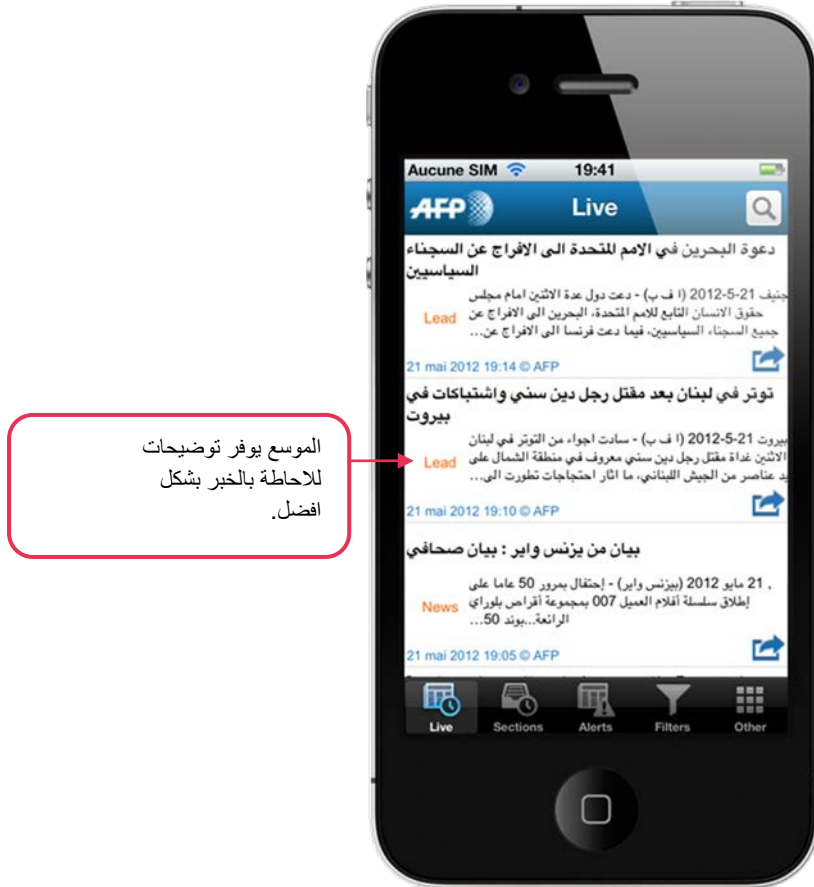 Aucune SIM 19:41
AFP Live
دعوة البحرين في الامم المتحدة الى الافراج عن السجناء
السياسيين
جنيف 21-5-2012 (ا ف ب) - دعت دول عدة الاثنين امام مجلس
حقوق الانسان التابع للامم المتحدة، البحرين الى الافراج عن
جميع السجناء السياسيين، فيما دعت فرنسا الى الافراج عن...
Lead
21 mai 2012 19:14 © AFP
توتر في لبنان بعد مقتل رجل دين سني واشتباكات في
بيروت
بيروت 21-5-2012 (ا ف ب) - سادت اجواء من التوتر في لبنان
الاثنين غداة مقتل رجل دين سني معروف في منطقة الشمال على
يد عناصر من الجيش اللبناني، ما اثار احتجاجات تطورت الى...
Lead
21 mai 2012 19:10 © AFP
الموسع يوفر توضيحات
للاحاطة بالخبر بشكل
افضل.
بيان من يزنس واير : بيان صحافي
, 21 مايو 2012 (بيزنس واير) - إحتفال بمرور 50 عاما على
إطلاق سلسلة أفلام العميل 007 بمجموعة أقراص بلوراي
الرائعة...بوند 50...
News
21 mai 2012 19:05 © AFP
Live Sections Alerts Filters Other